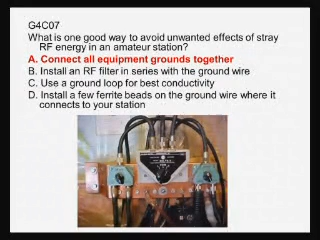 G4C07
What is one good way to avoid unwanted effects of stray
RF energy in an amateur station?
A. Connect all equipment grounds together
B. Install an RF filter in series with the ground wire
C. Use a ground loop for best conductivity
D. Install a few ferrite beads on the ground wire where it
connects to your station